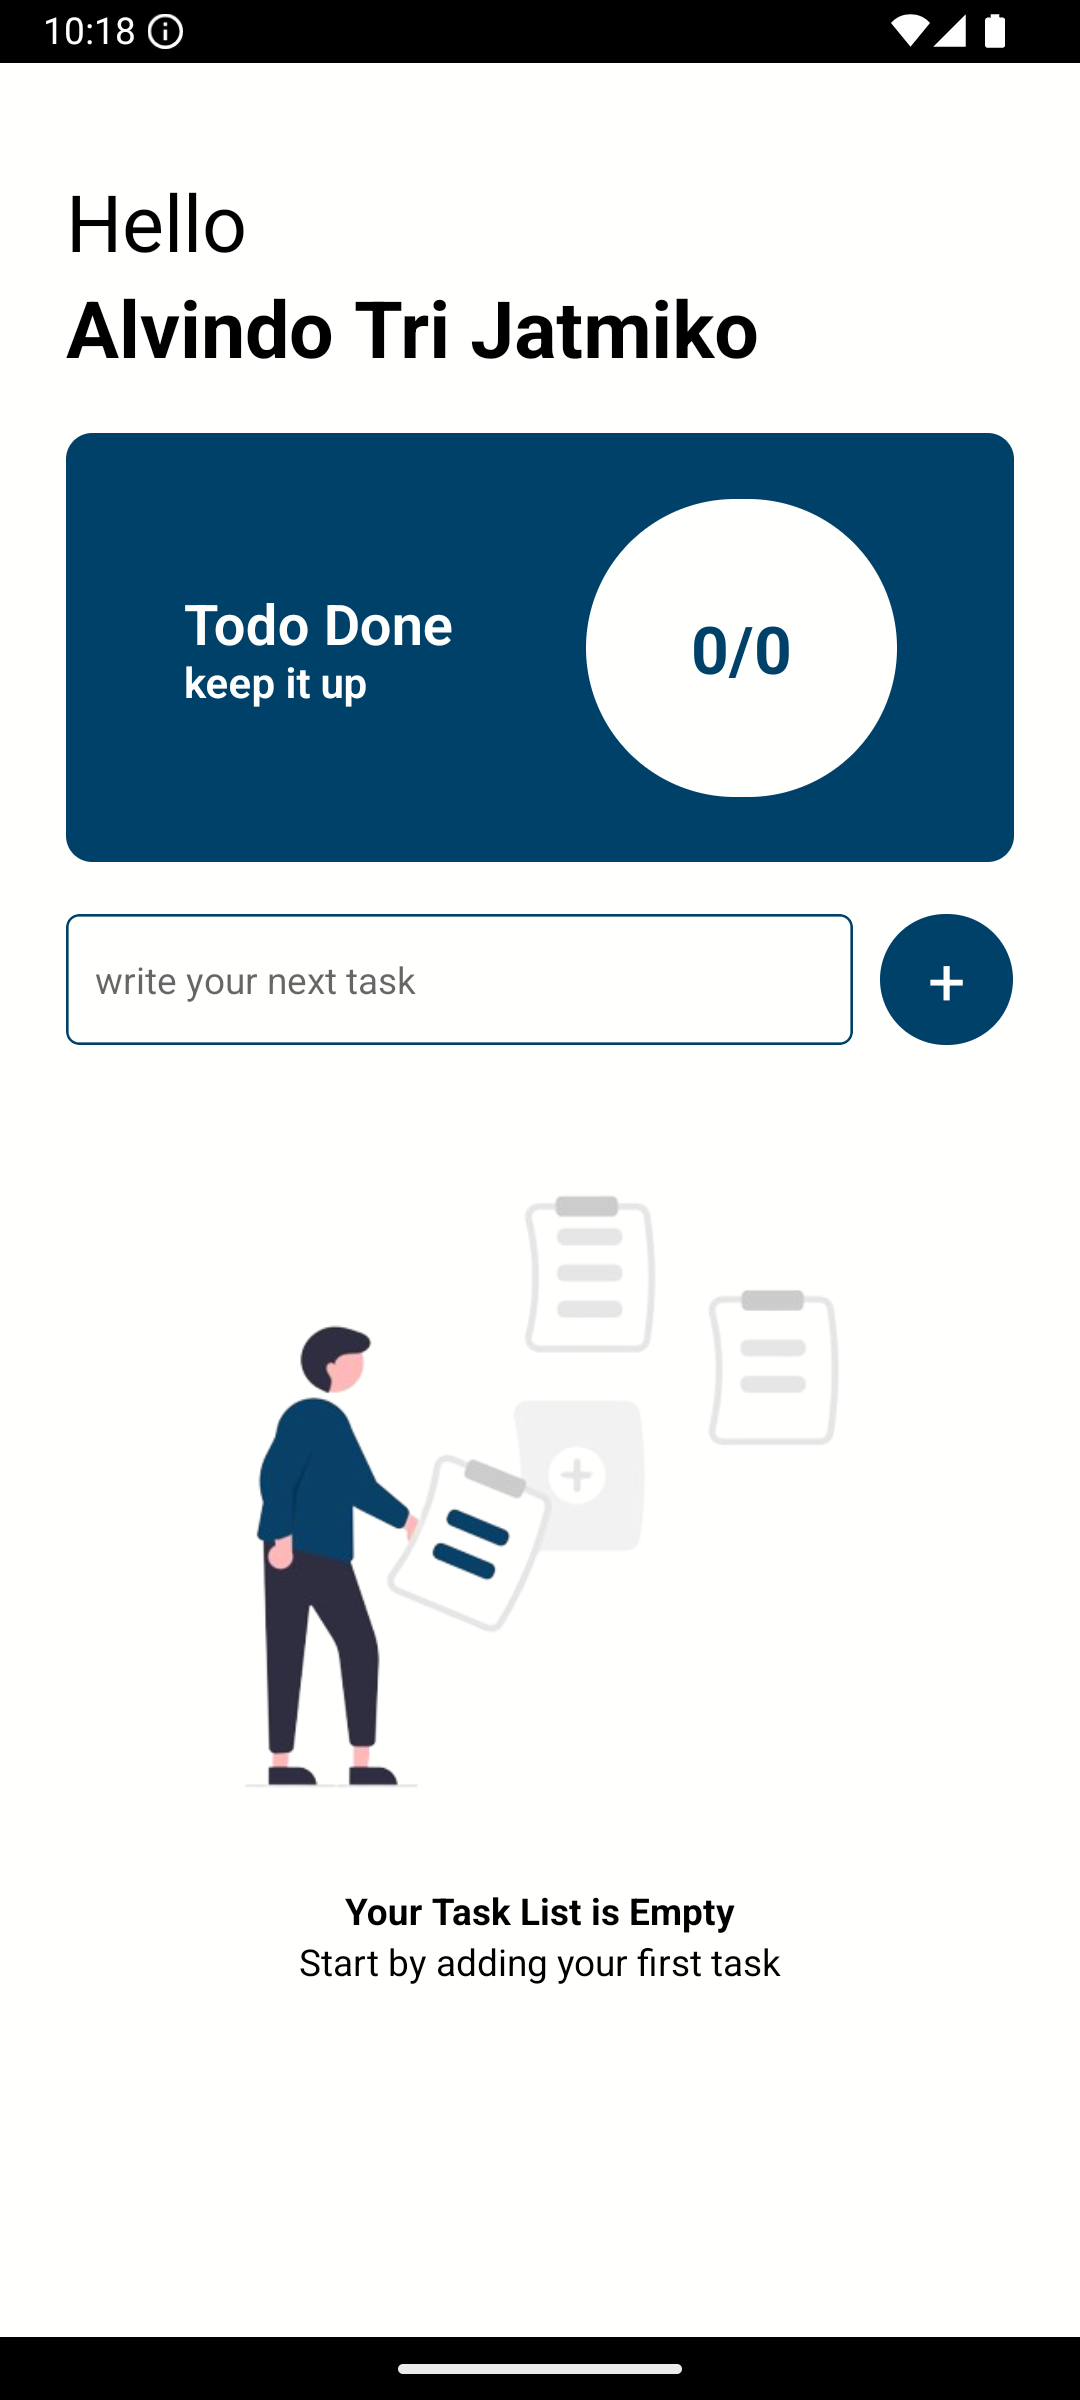 10:18
Hello
Alvindo Tri Jatmiko
Todo Done
keep it up
0/0
write your next task
+
Your Task List is Empty
Start by adding your first task